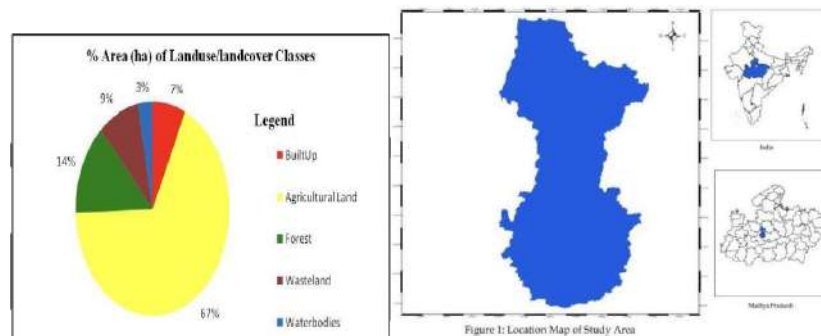 % Area (ha) of Landuse/landcover Classes
3%
7%
9%
14%
67%
Legend
BuiltUp
Agricultural Land
Forest
Wasteland
Waterbodies
India
Madhya Pradesh
Figure 1: Location Map of Study Area